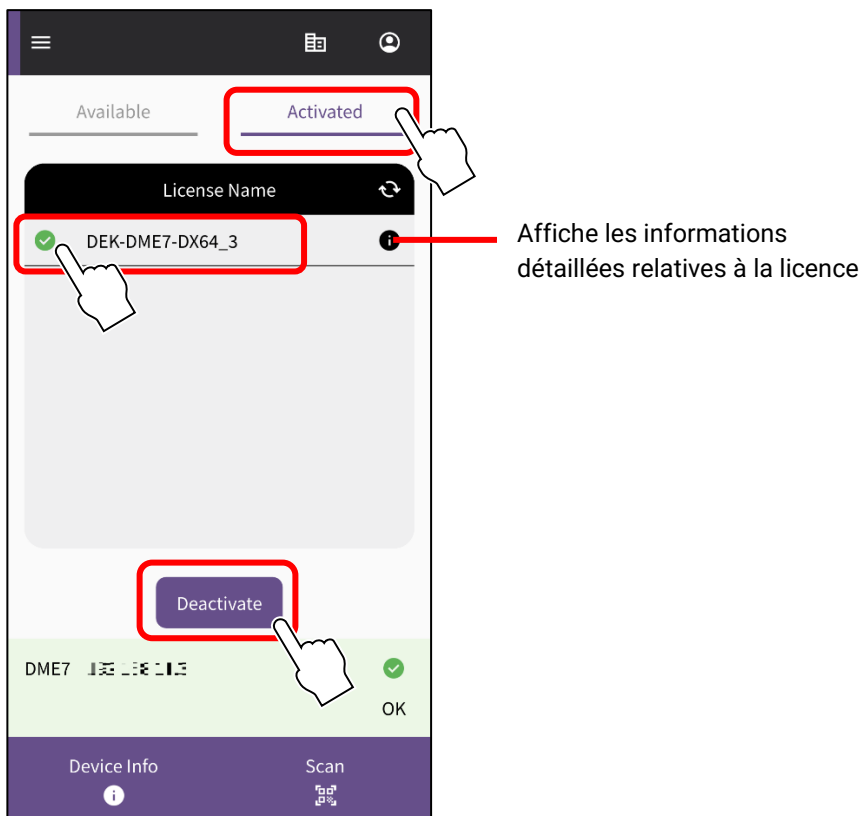 Available Activated
License Name
DEK-DME7-DX64_3
Affiche les informations
détaillées relatives à la licence
Deactivate
DME7
OK
Device Info Scan